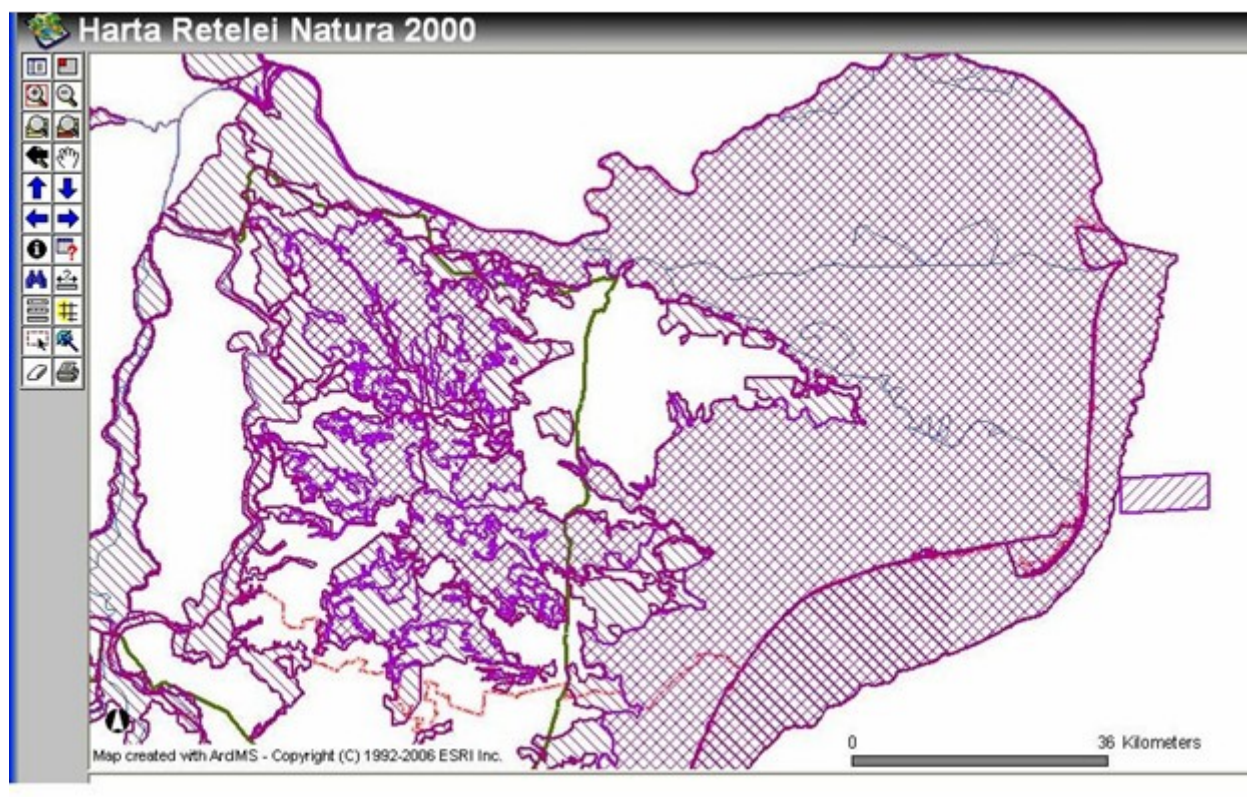 Harta Retelei Natura 2000
0 36 Kilometers
Map created with ArcIMS - Copyright (C) 1992-2006 ESRI Inc.